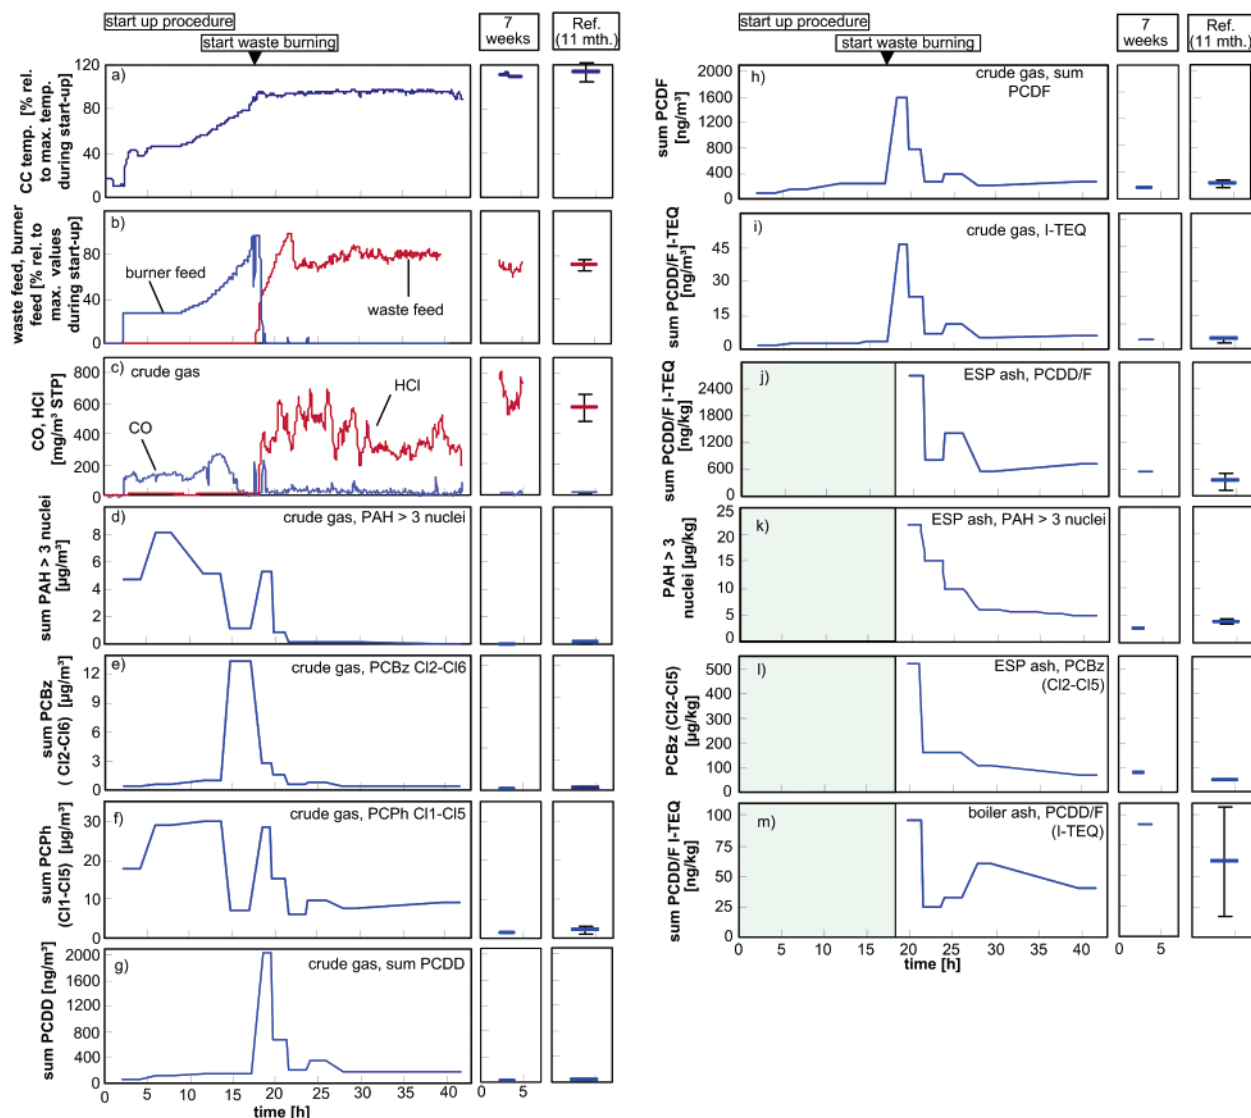 start up procedure
start waste burning
7
weeks
Ref.
(11 mth.)
CC temp. [% rel.
to max. temp.
during start-up]
a)
120
80
40
0
waste feed, burner
feed [% rel. to
max. values
during start-up]
b)
burner feed
waste feed
80
40
0
CO, HCl
[mg/m³ STP]
c) crude gas
CO
HCl
800
600
400
200
0
sum PAH > 3 nuclei
[µg/m³]
d)
crude gas, PAH > 3 nuclei
8
6
4
2
0
sum PCBz
(Cl2-Cl6) [µg/m³]
e)
crude gas, PCBz Cl2-Cl6
12
9
6
3
0
sum PCPh
(Cl1-Cl5) [µg/m³]
f)
crude gas, PCPh Cl1-Cl5
30
20
10
0
sum PCDD [ng/m³]
g)
crude gas, sum PCDD
2000
1600
1200
800
400
0
0 5 10 15 20 25 30 35 40
0 5
time [h]
start up procedure
start waste burning
7
weeks
Ref.
(11 mth.)
sum PCDF
[ng/m³]
h)
crude gas, sum
PCDF
2000
1600
1200
800
400
0
sum PCDD/F I-TEQ
[ng/m³]
i)
crude gas, I-TEQ
45
30
15
0
sum PCDD/F I-TEQ
[ng/kg]
j)
ESP ash, PCDD/F
2400
1800
1200
600
0
PAH > 3
nuclei [µg/kg]
k)
ESP ash, PAH > 3 nuclei
25
20
15
10
5
0
PCBz (Cl2-Cl5)
[µg/kg]
l)
ESP ash, PCBz
(Cl2-Cl5)
500
400
300
200
100
0
sum PCDD/F I-TEQ
[ng/kg]
m)
boiler ash, PCDD/F
(I-TEQ)
100
75
50
25
0
0 5 10 15 20 25 30 35 40
0 5
time [h]